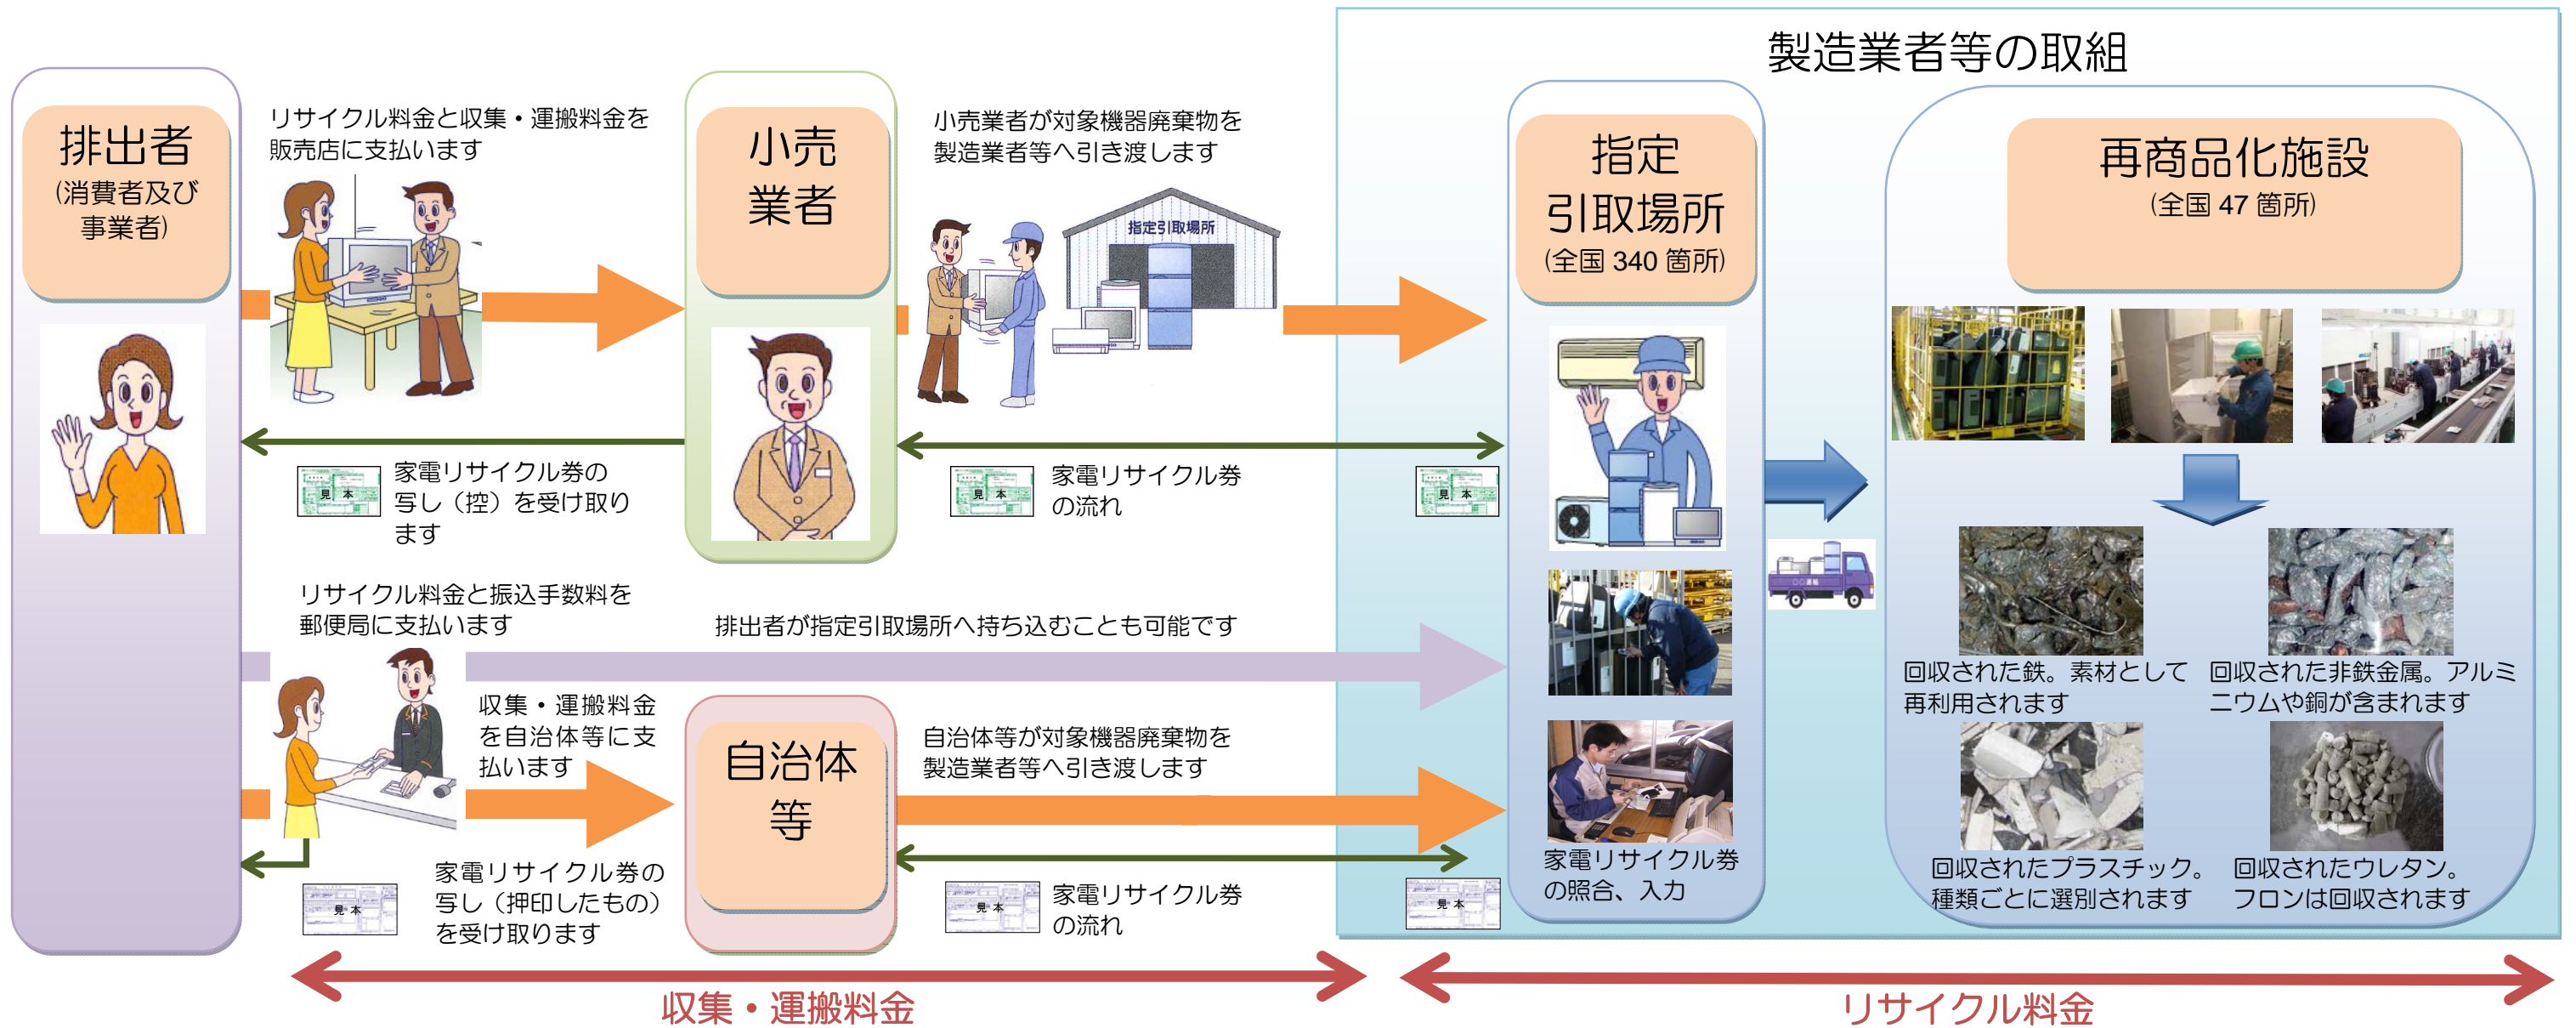 製造業者等の取組
排出者
(消費者及び
事業者)
リサイクル料金と収集・運搬料金を
販売店に支払います
小売
業者
小売業者が対象機器廃棄物を
製造業者等へ引き渡します
指定引取場所
指定
引取場所
(全国 340 箇所)
再商品化施設
(全国 47 箇所)
見 本
家電リサイクル券の
写し（控）を受け取り
ます
見 本
家電リサイクル券
の流れ
見 本
〇〇運輸
リサイクル料金と振込手数料を
郵便局に支払います
排出者が指定引取場所へ持ち込むことも可能です
収集・運搬料金
を自治体等に支
払います
自治体
等
自治体等が対象機器廃棄物を
製造業者等へ引き渡します
見 本
家電リサイクル券の
写し（押印したもの）
を受け取ります
見 本
家電リサイクル券
の流れ
見 本
家電リサイクル券
の照合、入力
回収された鉄。素材として
再利用されます
回収された非鉄金属。アルミ
ニウムや銅が含まれます
回収されたプラスチック。
種類ごとに選別されます
回収されたウレタン。
フロンは回収されます
収集・運搬料金
リサイクル料金